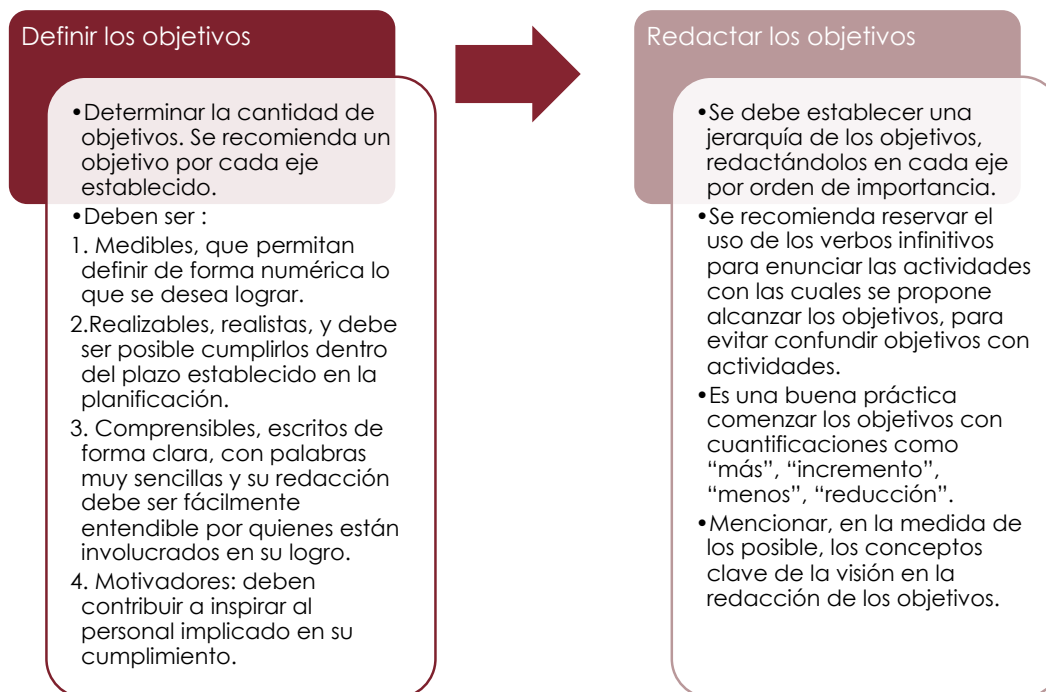 Definir los objetivos
•Determinar la cantidad de
objetivos. Se recomienda un
objetivo por cada eje
establecido.
•Deben ser :
1. Medibles, que permitan
definir de forma numérica lo
que se desea lograr.
2.Realizables, realistas, y debe
ser posible cumplirlos dentro
del plazo establecido en la
planificación.
3. Comprensibles, escritos de
forma clara, con palabras
muy sencillas y su redacción
debe ser fácilmente
entendible por quienes están
involucrados en su logro.
4. Motivadores: deben
contribuir a inspirar al
personal implicado en su
cumplimiento.
Redactar los objetivos
•Se debe establecer una
jerarquía de los objetivos,
redactándolos en cada eje
por orden de importancia.
•Se recomienda reservar el
uso de los verbos infinitivos
para enunciar las actividades
con las cuales se propone
alcanzar los objetivos, para
evitar confundir objetivos con
actividades.
•Es una buena práctica
comenzar los objetivos con
cuantificaciones como
“más”, “incremento”,
“menos”, “reducción”.
•Mencionar, en la medida de
los posible, los conceptos
clave de la visión en la
redacción de los objetivos.